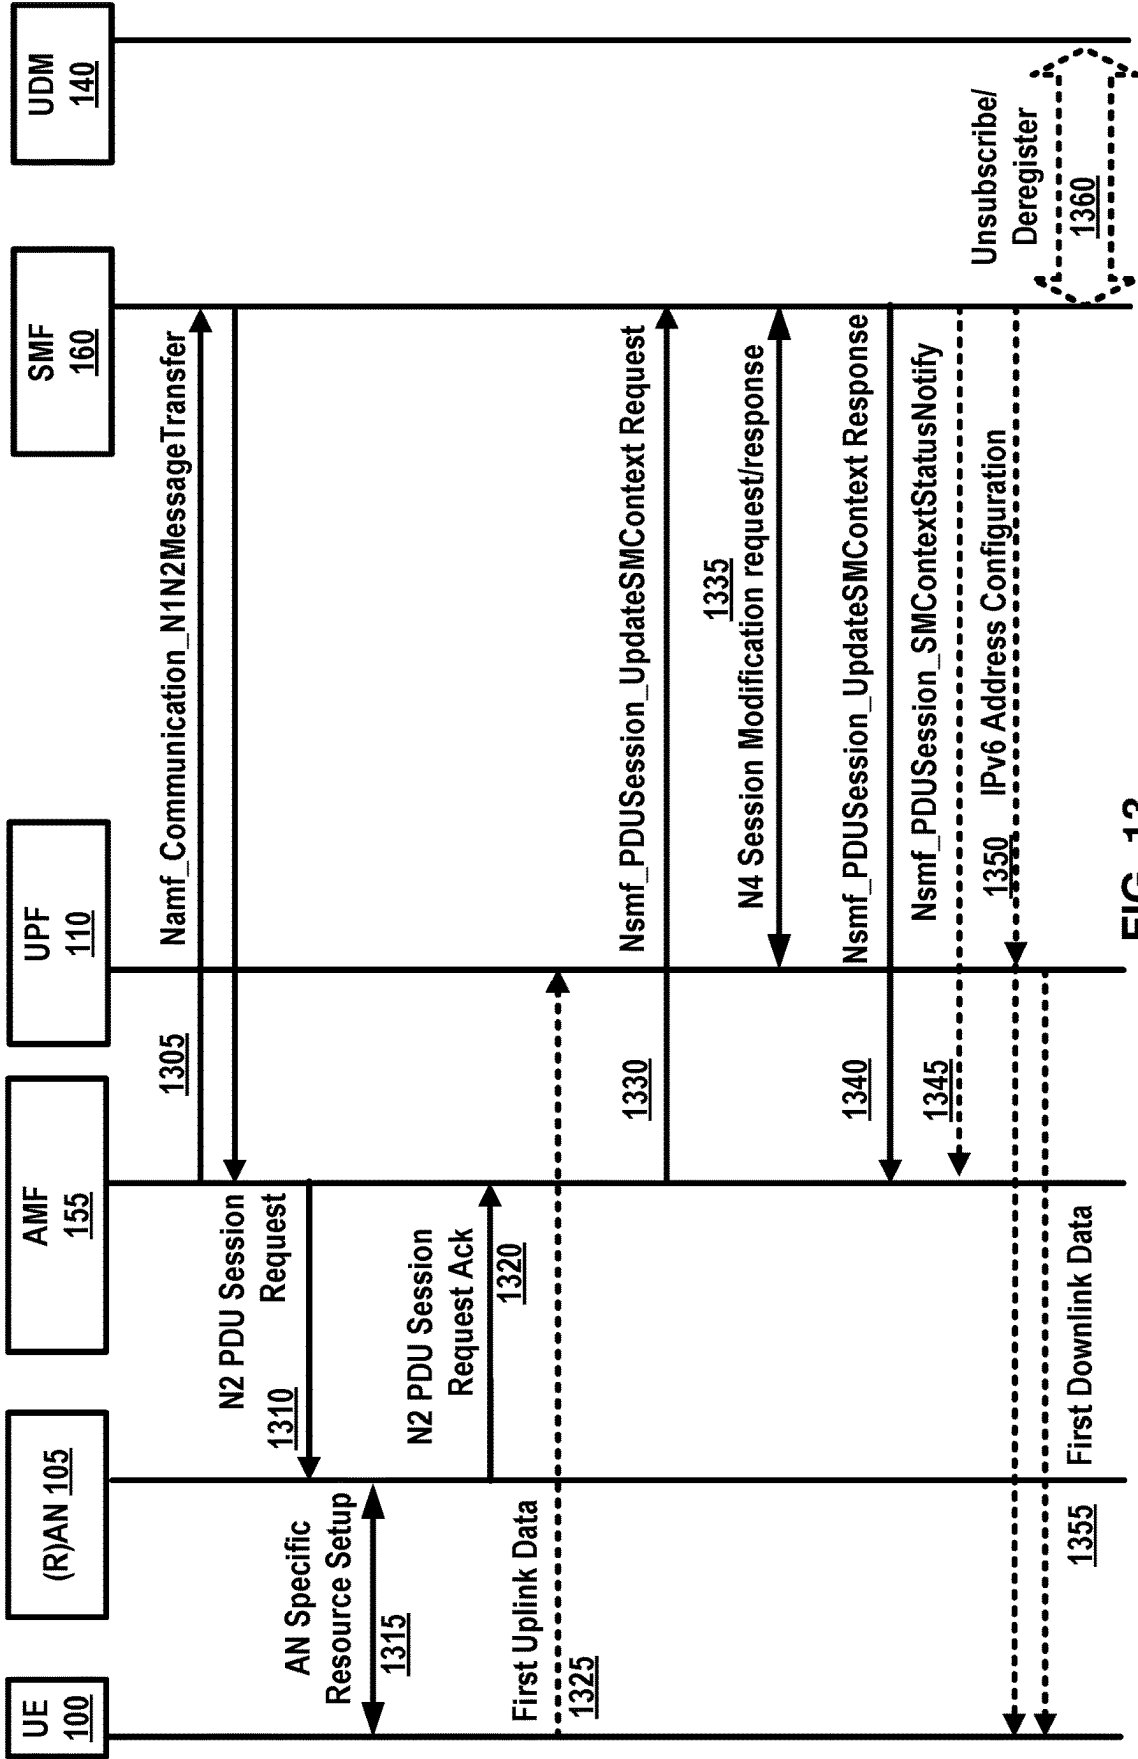 UE
100
(R)AN 105
AMF
155
UPF
110
SMF
160
UDM
140
Namf_Communication_N1N2MessageTransfer
1305
N2 PDU Session
Request
1310
AN Specific
Resource Setup
1315
N2 PDU Session
Request Ack
1320
First Uplink Data
1325
Nsmf_PDUSession_UpdateSMContext Request
1330
1335
N4 Session Modification request/response
Nsmf_PDUSession_UpdateSMContext Response
1340
Nsmf_PDUSession_SMContextStatusNotify
1345
1350 IPv6 Address Configuration
First Downlink Data
1355
Unsubscribe/
Deregister
1360
FIG. 13